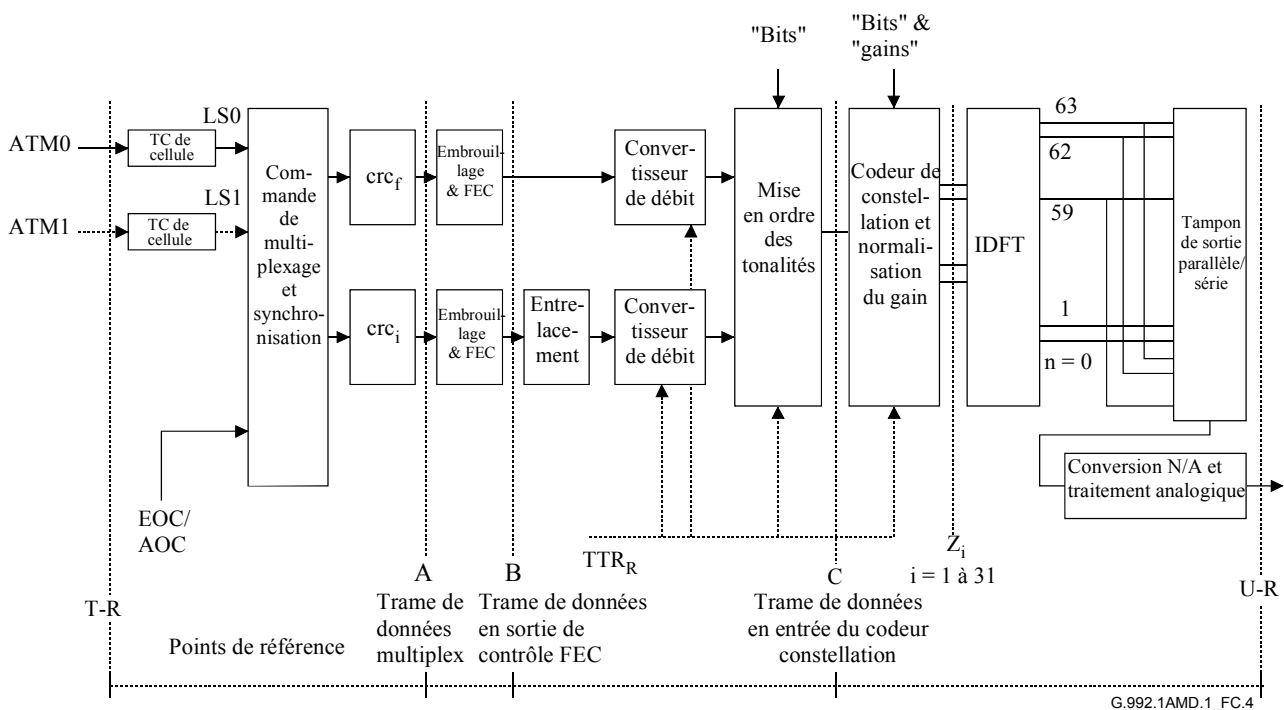 "Bits"
"Bits" &
"gains"
ATM0
TC de
cellule
LS0
ATM1
TC de
cellule
LS1
Com-
mande
de
multi-
plexage
et
synchro-
nisation
EOC/
AOC
crc_f
Embrouil-
lage
& FEC
Conver-
tisseur
de débit
crc_i
Embrouil-
lage
& FEC
Entre-
lace-
ment
Conver-
tisseur
de débit
Mise
en ordre
des
tonalités
Codeur de
constel-
lation et
normali-
sation
du gain
IDFT
63
62
59
1
n = 0
Tampon
de sortie
parallèle/
série
Conversion N/A et
traitement analogique
TTR_R
Z_i
i = 1 à 31
T-R
U-R
Points de référence
A
Trame de
données
multiplex
B
Trame de données
en sortie de
contrôle FEC
C
Trame de données
en entrée du codeur
constellation
G.992.1AMD.1_FC.4